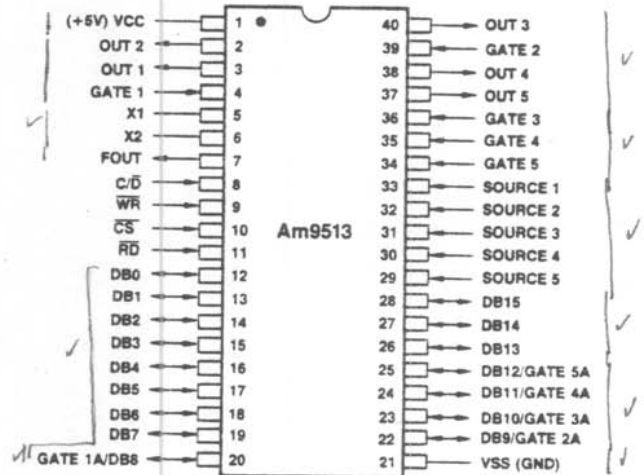 (+5V) VCC 1 40 OUT 3
OUT 2 2 39 GATE 2
OUT 1 3 38 OUT 4
GATE 1 4 37 OUT 5
X1 5 36 GATE 3
X2 6 35 GATE 4
FOUT 7 34 GATE 5
C/D̅ 8 33 SOURCE 1
W̅R̅ 9 32 SOURCE 2
C̅S̅ 10 Am9513 31 SOURCE 3
R̅D̅ 11 30 SOURCE 4
DB0 12 29 SOURCE 5
DB1 13 28 DB15
DB2 14 27 DB14
DB3 15 26 DB13
DB4 16 25 DB12/GATE 5A
DB5 17 24 DB11/GATE 4A
DB6 18 23 DB10/GATE 3A
DB7 19 22 DB9/GATE 2A
GATE 1A/DB8 20 21 VSS (GND)